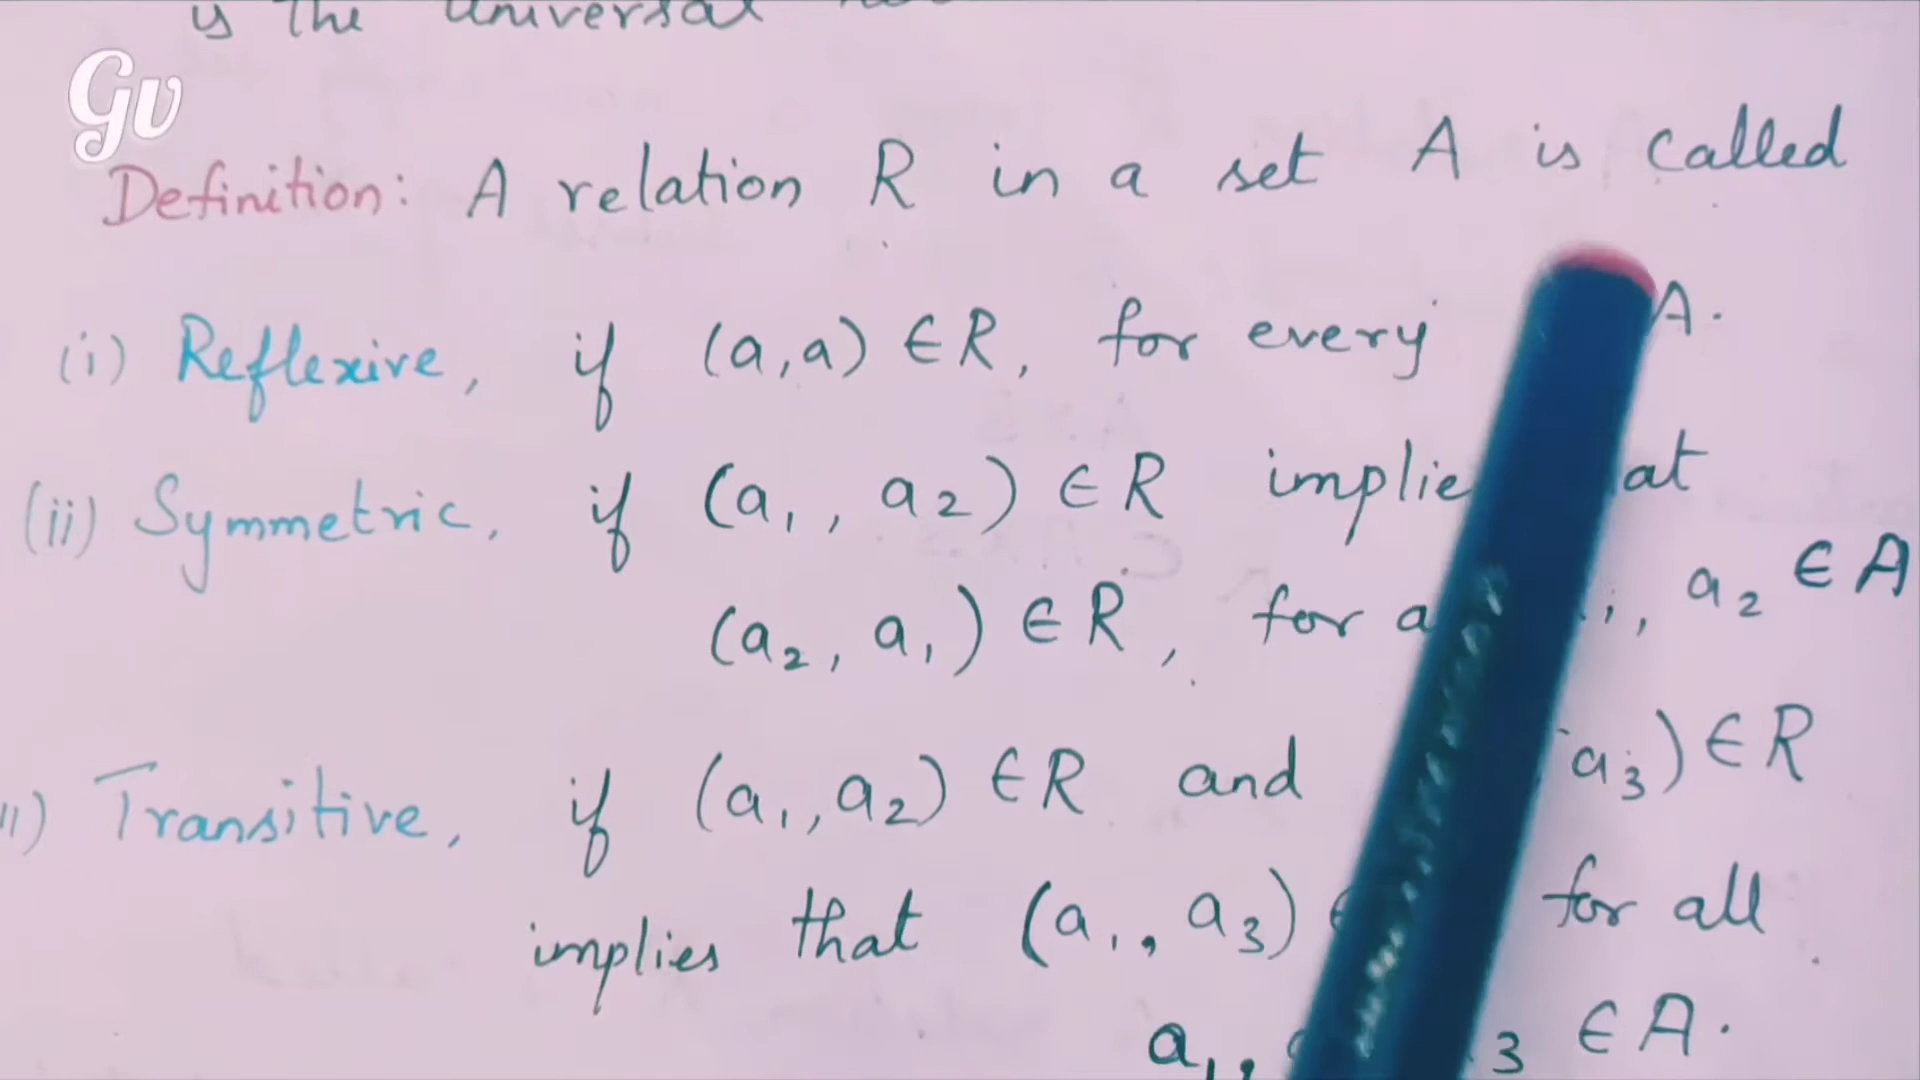 is the universal
Gv
Definition: A relation R in a set A is called
(i) Reflexive, if (a,a) ∈R, for every A.
(ii) Symmetric, if (a₁, a₂) ∈ R implie at
(a₂, a₁) ∈ R, for a ₁, a₂ ∈ A
ii) Transitive, if (a₁, a₂) ∈R and a₃) ∈ R
implies that (a₁, a₃) ∈ for all
a₁, ₃ ∈ A.